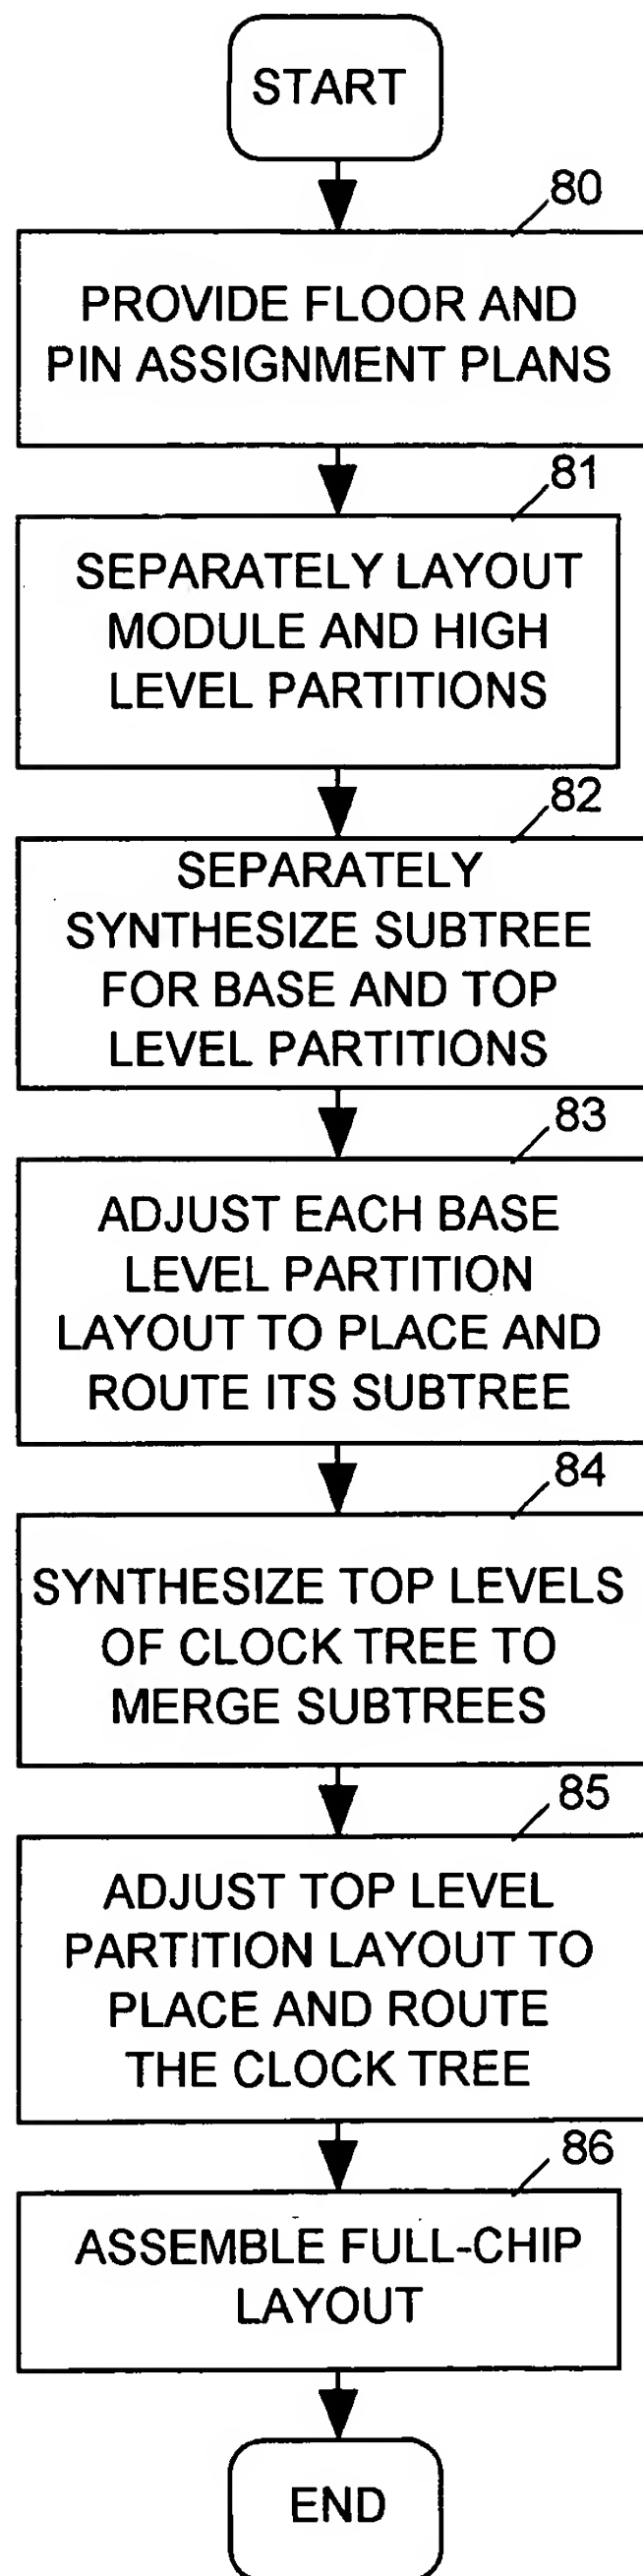 START
80
PROVIDE FLOOR AND
PIN ASSIGNMENT PLANS
81
SEPARATELY LAYOUT
MODULE AND HIGH
LEVEL PARTITIONS
82
SEPARATELY
SYNTHESIZE SUBTREE
FOR BASE AND TOP
LEVEL PARTITIONS
83
ADJUST EACH BASE
LEVEL PARTITION
LAYOUT TO PLACE AND
ROUTE ITS SUBTREE
84
SYNTHESIZE TOP LEVELS
OF CLOCK TREE TO
MERGE SUBTREES
85
ADJUST TOP LEVEL
PARTITION LAYOUT TO
PLACE AND ROUTE
THE CLOCK TREE
86
ASSEMBLE FULL-CHIP
LAYOUT
END